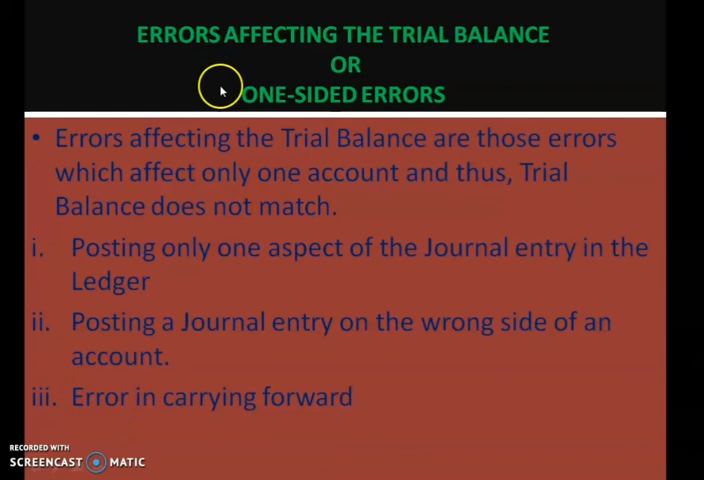 ERRORS AFFECTING THE TRIAL BALANCE
OR
ONE-SIDED ERRORS
• Errors affecting the Trial Balance are those errors
which affect only one account and thus, Trial
Balance does not match.
i. Posting only one aspect of the Journal entry in the
Ledger
ii. Posting a Journal entry on the wrong side of an
account.
iii. Error in carrying forward
RECORDED WITH
SCREENCAST MATIC